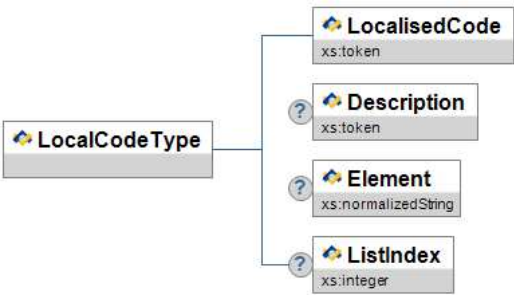 LocalisedCode
xs:token
? Description
xs:token
LocalCodeType
? Element
xs:normalizedString
? ListIndex
xs:integer